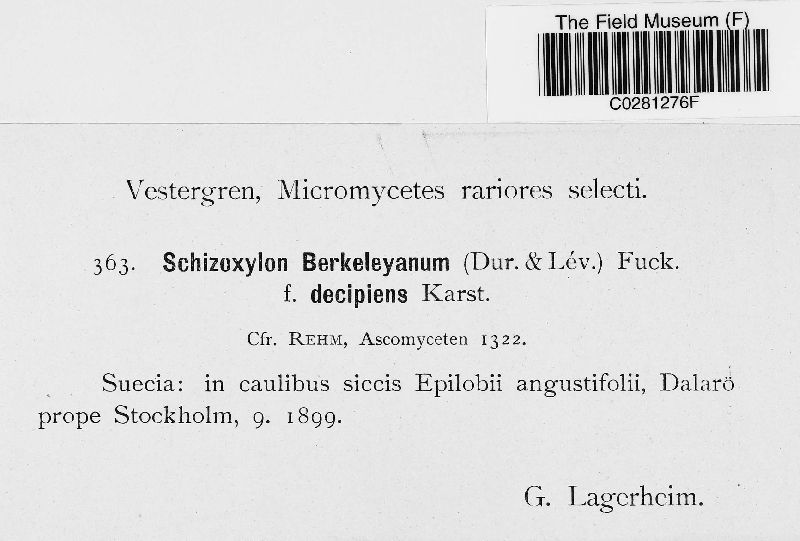 The Field Museum (F)
C0281276F
Vestergren, Micromycetes rariores selecti.
363. Schizoxylon Berkeleyanum (Dur. & Lév.) Fuck.
f. decipiens Karst.
Cfr. REHM, Ascomyceten 1322.
Suecia: in caulibus siccis Epilobii angustifolii, Dalarö
prope Stockholm, 9. 1899.
G. Lagerheim.